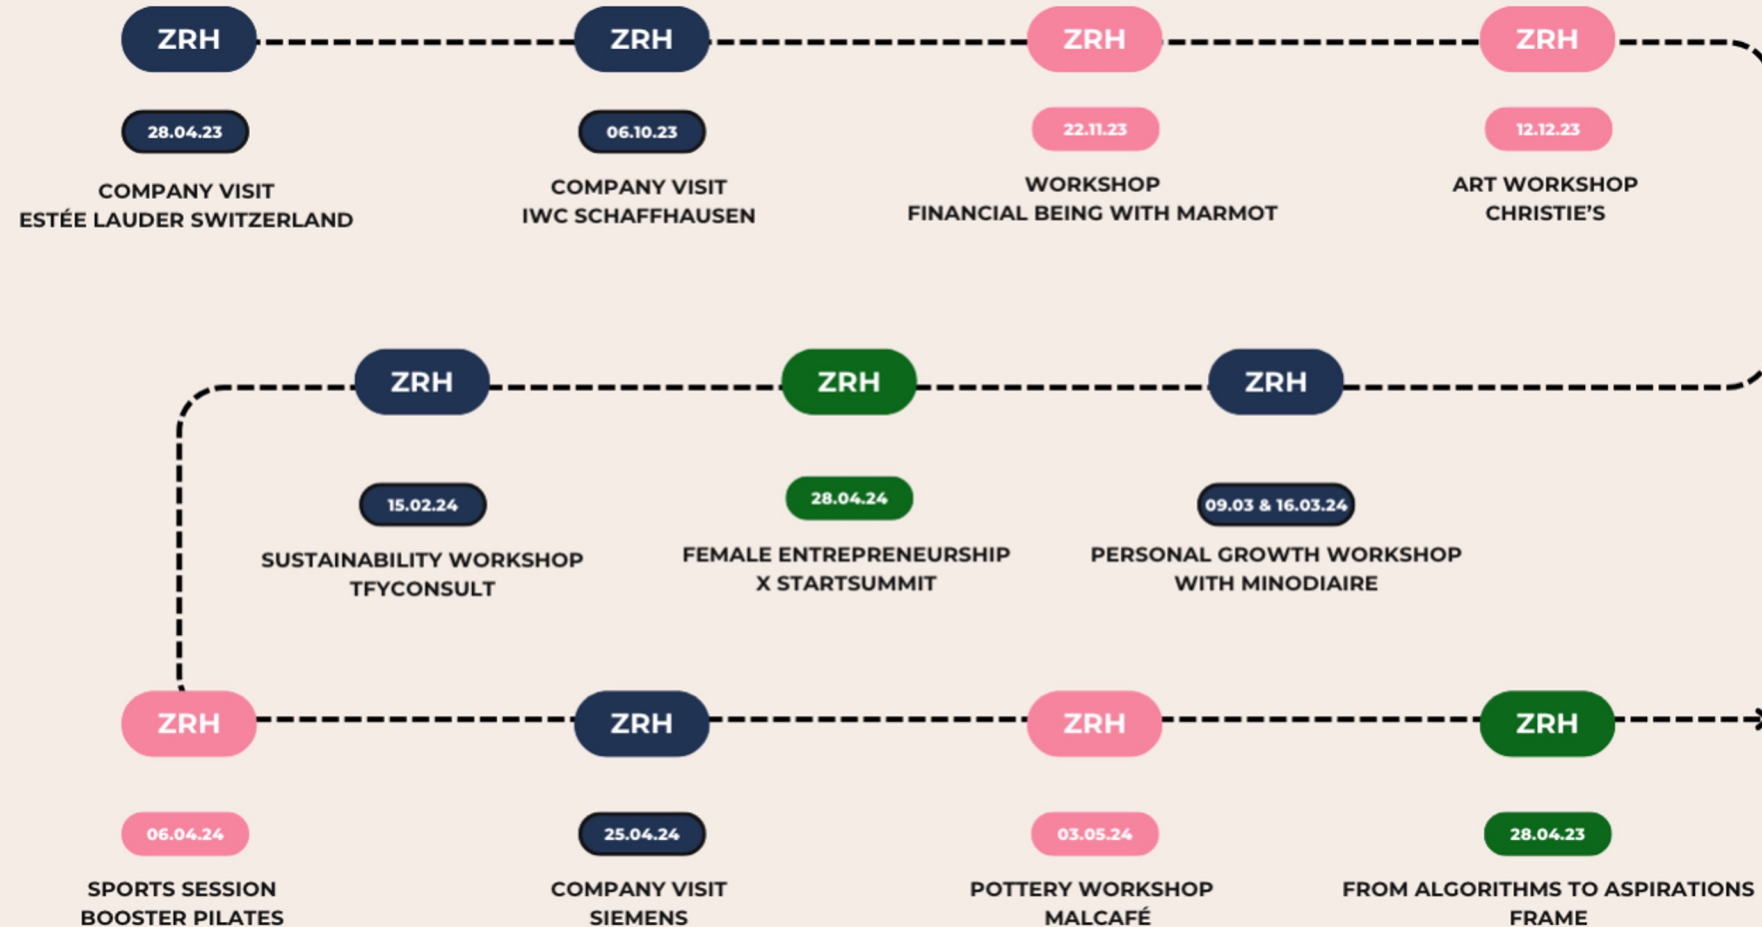 ZRH
ZRH
ZRH
ZRH
28.04.23
06.10.23
22.11.23
12.12.23
COMPANY VISIT
ESTÉE LAUDER SWITZERLAND
COMPANY VISIT
IWC SCHAFFHAUSEN
WORKSHOP
FINANCIAL BEING WITH MARMOT
ART WORKSHOP
CHRISTIE’S
ZRH
ZRH
ZRH
15.02.24
28.04.24
09.03 & 16.03.24
SUSTAINABILITY WORKSHOP
TFYCONSULT
FEMALE ENTREPRENEURSHIP
X STARTSUMMIT
PERSONAL GROWTH WORKSHOP
WITH MINODIAIRE
ZRH
ZRH
ZRH
ZRH
06.04.24
25.04.24
03.05.24
28.04.23
SPORTS SESSION
BOOSTER PILATES
COMPANY VISIT
SIEMENS
POTTERY WORKSHOP
MALCAFÉ
FROM ALGORITHMS TO ASPIRATIONS
FRAME